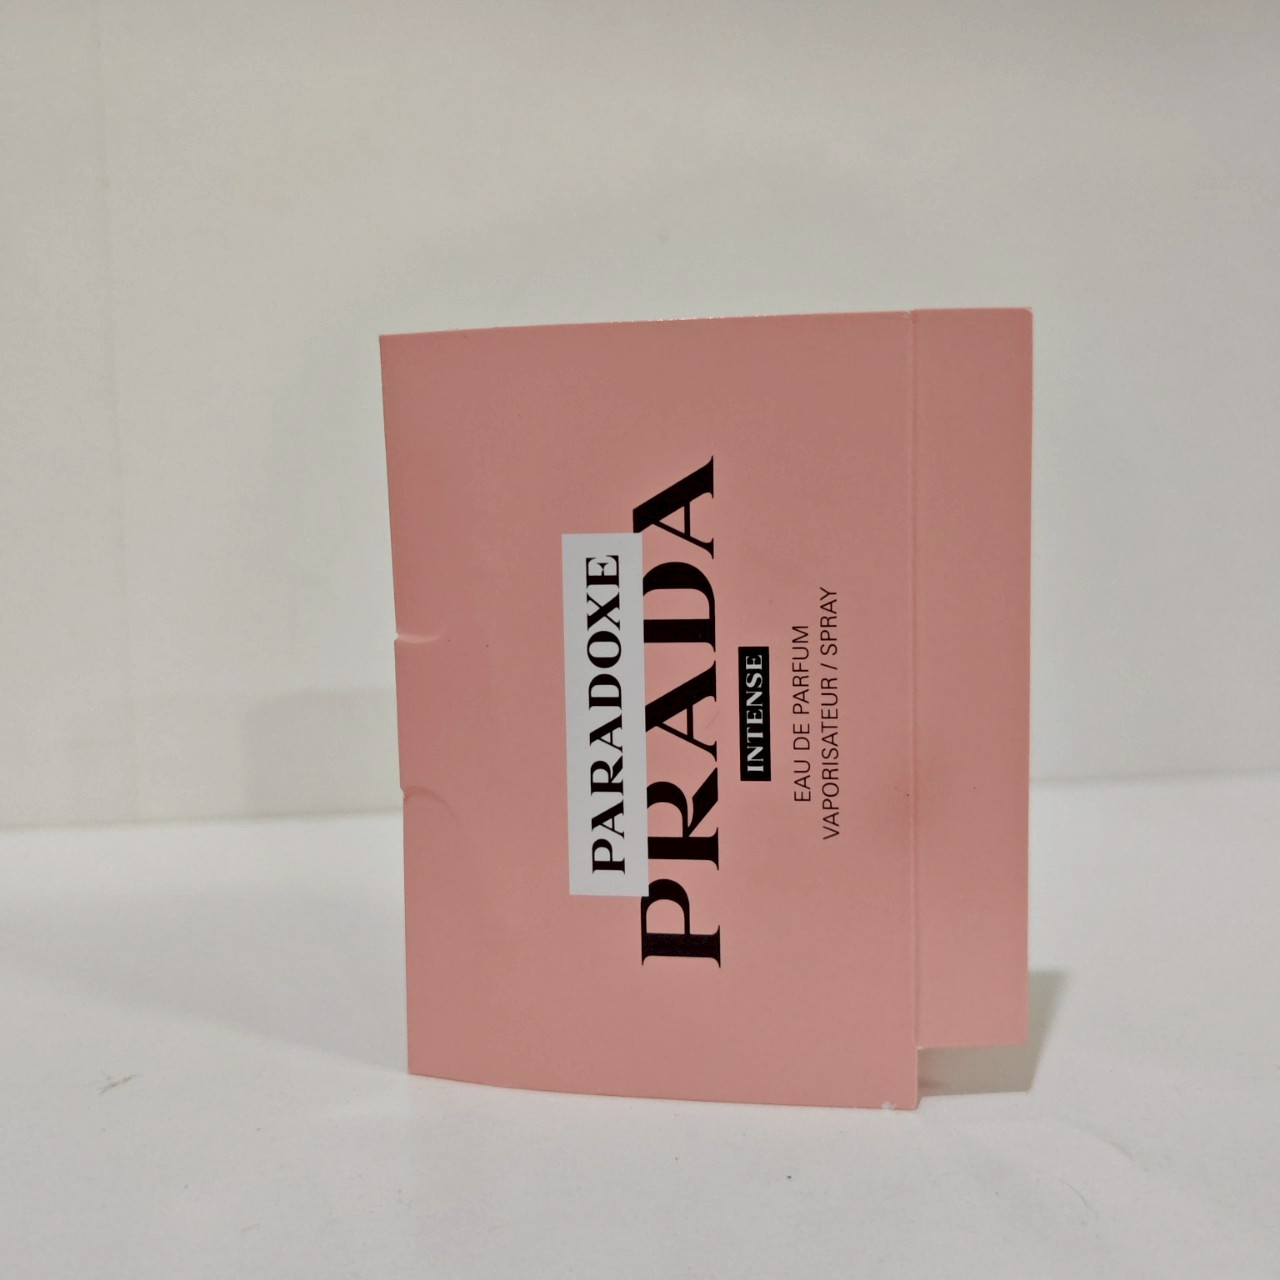 PARADOXE
PRADA
INTENSE
EAU DE PARFUM
VAPORISATEUR / SPRAY